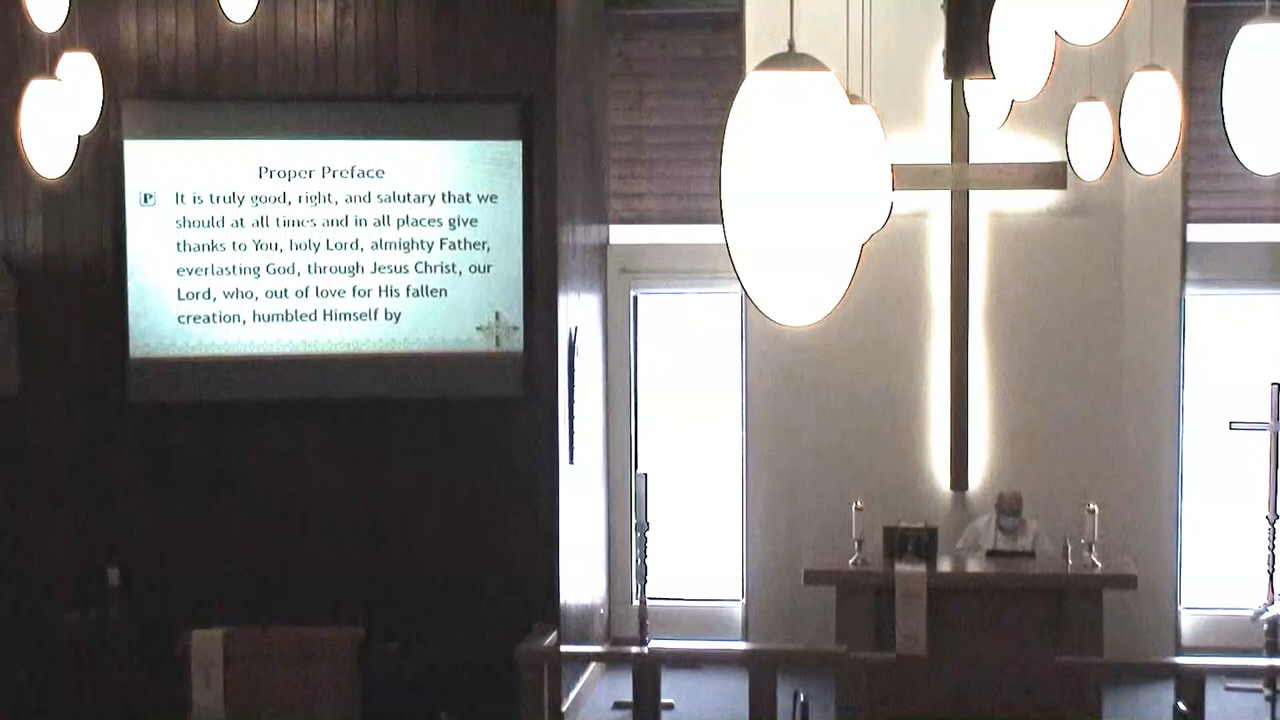 Proper Preface
P It is truly good, right, and salutary that we
should at all times and in all places give
thanks to You, holy Lord, almighty Father,
everlasting God, through Jesus Christ, our
Lord, who, out of love for His fallen
creation, humbled Himself by